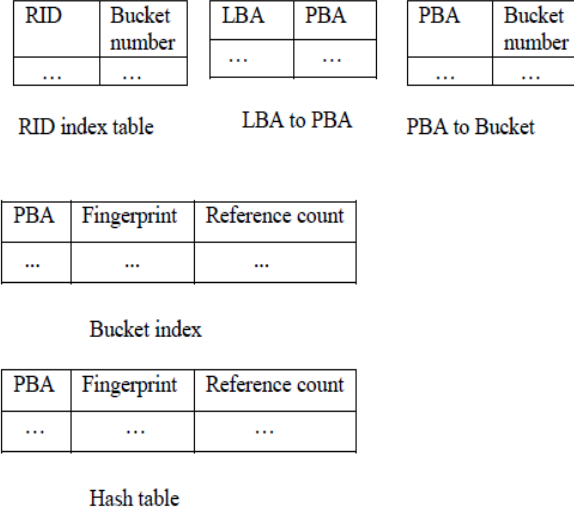 RID Bucket number LBA PBA PBA Bucket number
… … … … … …
RID index table LBA to PBA PBA to Bucket
PBA Fingerprint Reference count
... ... ...
Bucket index
PBA Fingerprint Reference count
… … …
Hash table